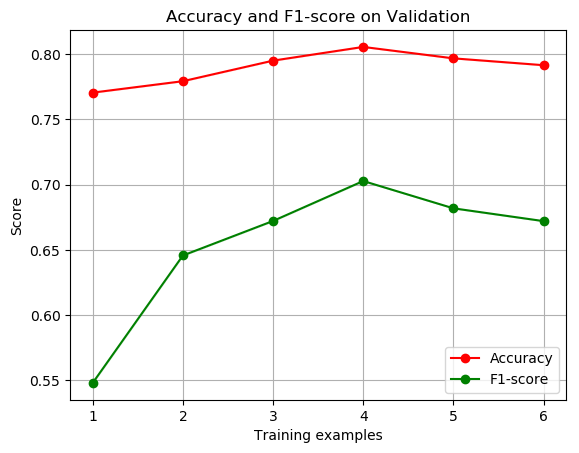 Accuracy and F1-score on Validation
Score
0.80
0.75
0.70
0.65
0.60
0.55
Accuracy
F1-score
1 2 3 4 5 6
Training examples